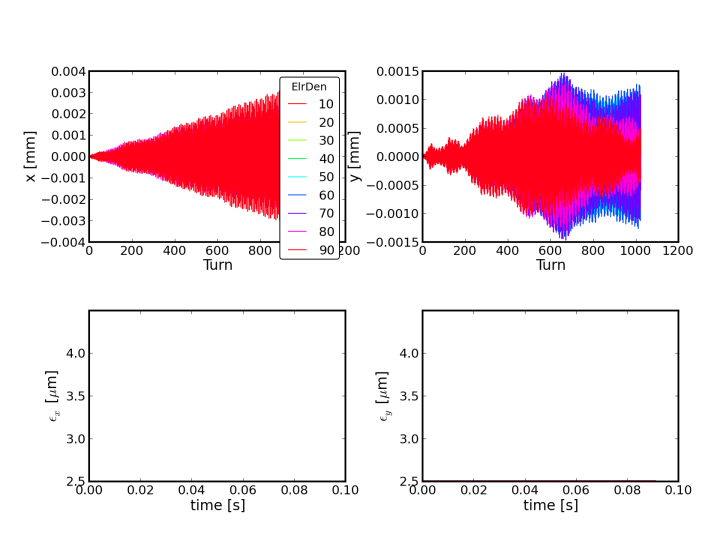 0.004
0.003
0.002
0.001
0.000
−0.001
−0.002
−0.003
−0.004
x [mm]
0 200 400 600 800 1000 1200
Turn
ElrDen
10
20
30
40
50
60
70
80
90
0.0015
0.0010
0.0005
0.0000
−0.0005
−0.0010
−0.0015
y [mm]
0 200 400 600 800 1000 1200
Turn
4.0
3.5
3.0
2.5
ϵx [μm]
0.00 0.02 0.04 0.06 0.08 0.10
time [s]
4.0
3.5
3.0
2.5
ϵy [μm]
0.00 0.02 0.04 0.06 0.08 0.10
time [s]